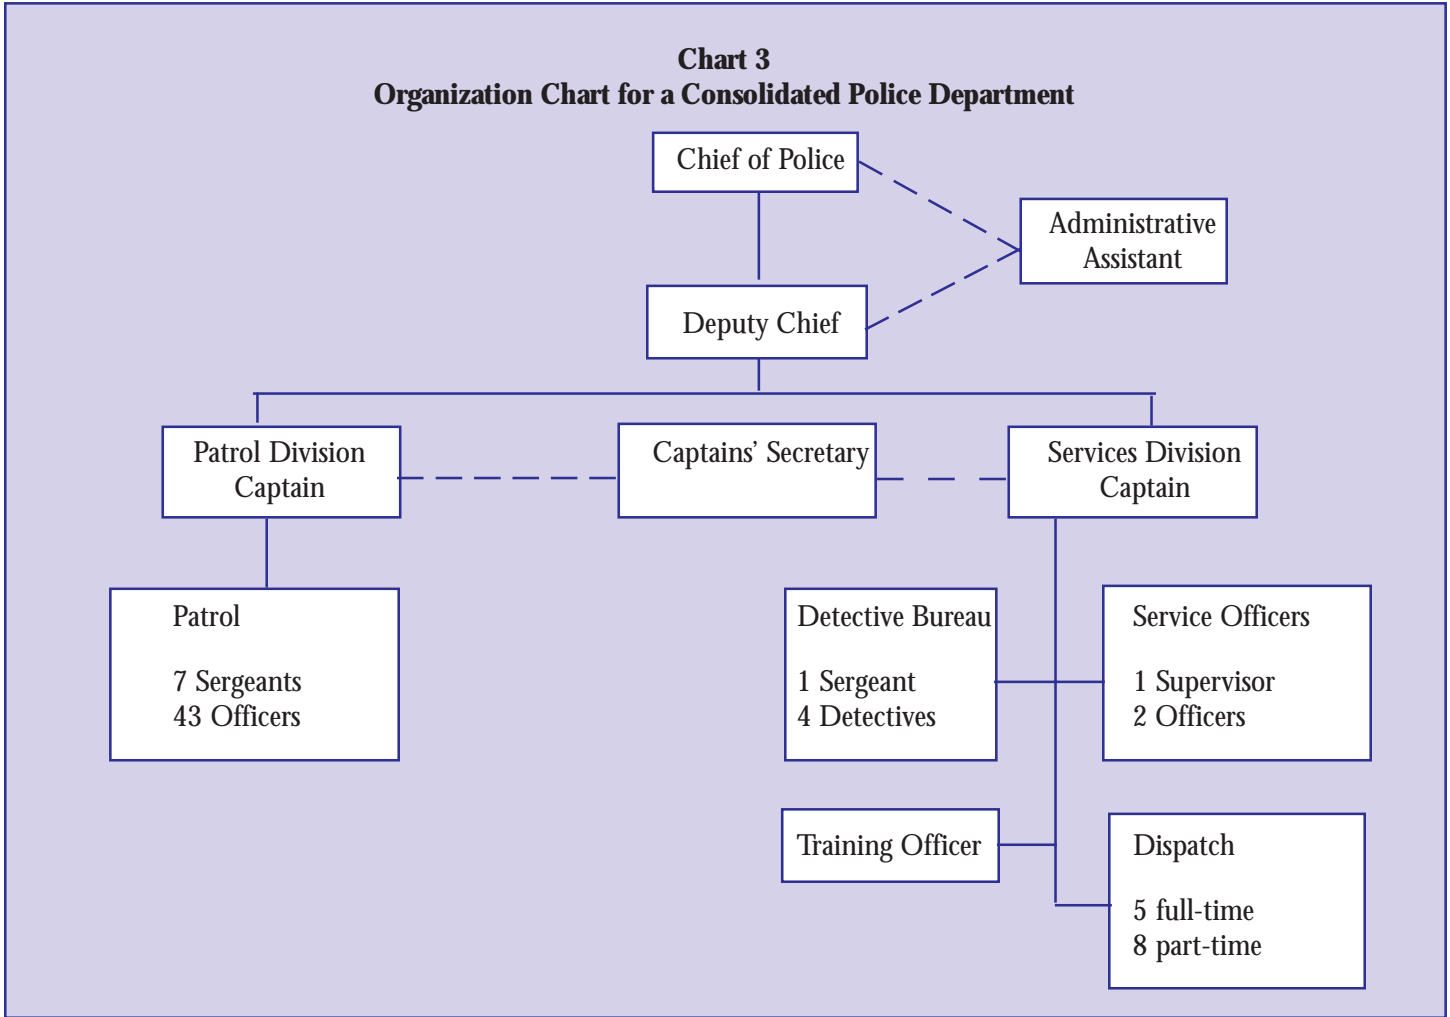 Chart 3
Organization Chart for a Consolidated Police Department
Chief of Police
Administrative
Assistant
Deputy Chief
Patrol Division
Captain
Captains’ Secretary
Services Division
Captain
Patrol
7 Sergeants
43 Officers
Detective Bureau
1 Sergeant
4 Detectives
Service Officers
1 Supervisor
2 Officers
Training Officer
Dispatch
5 full-time
8 part-time